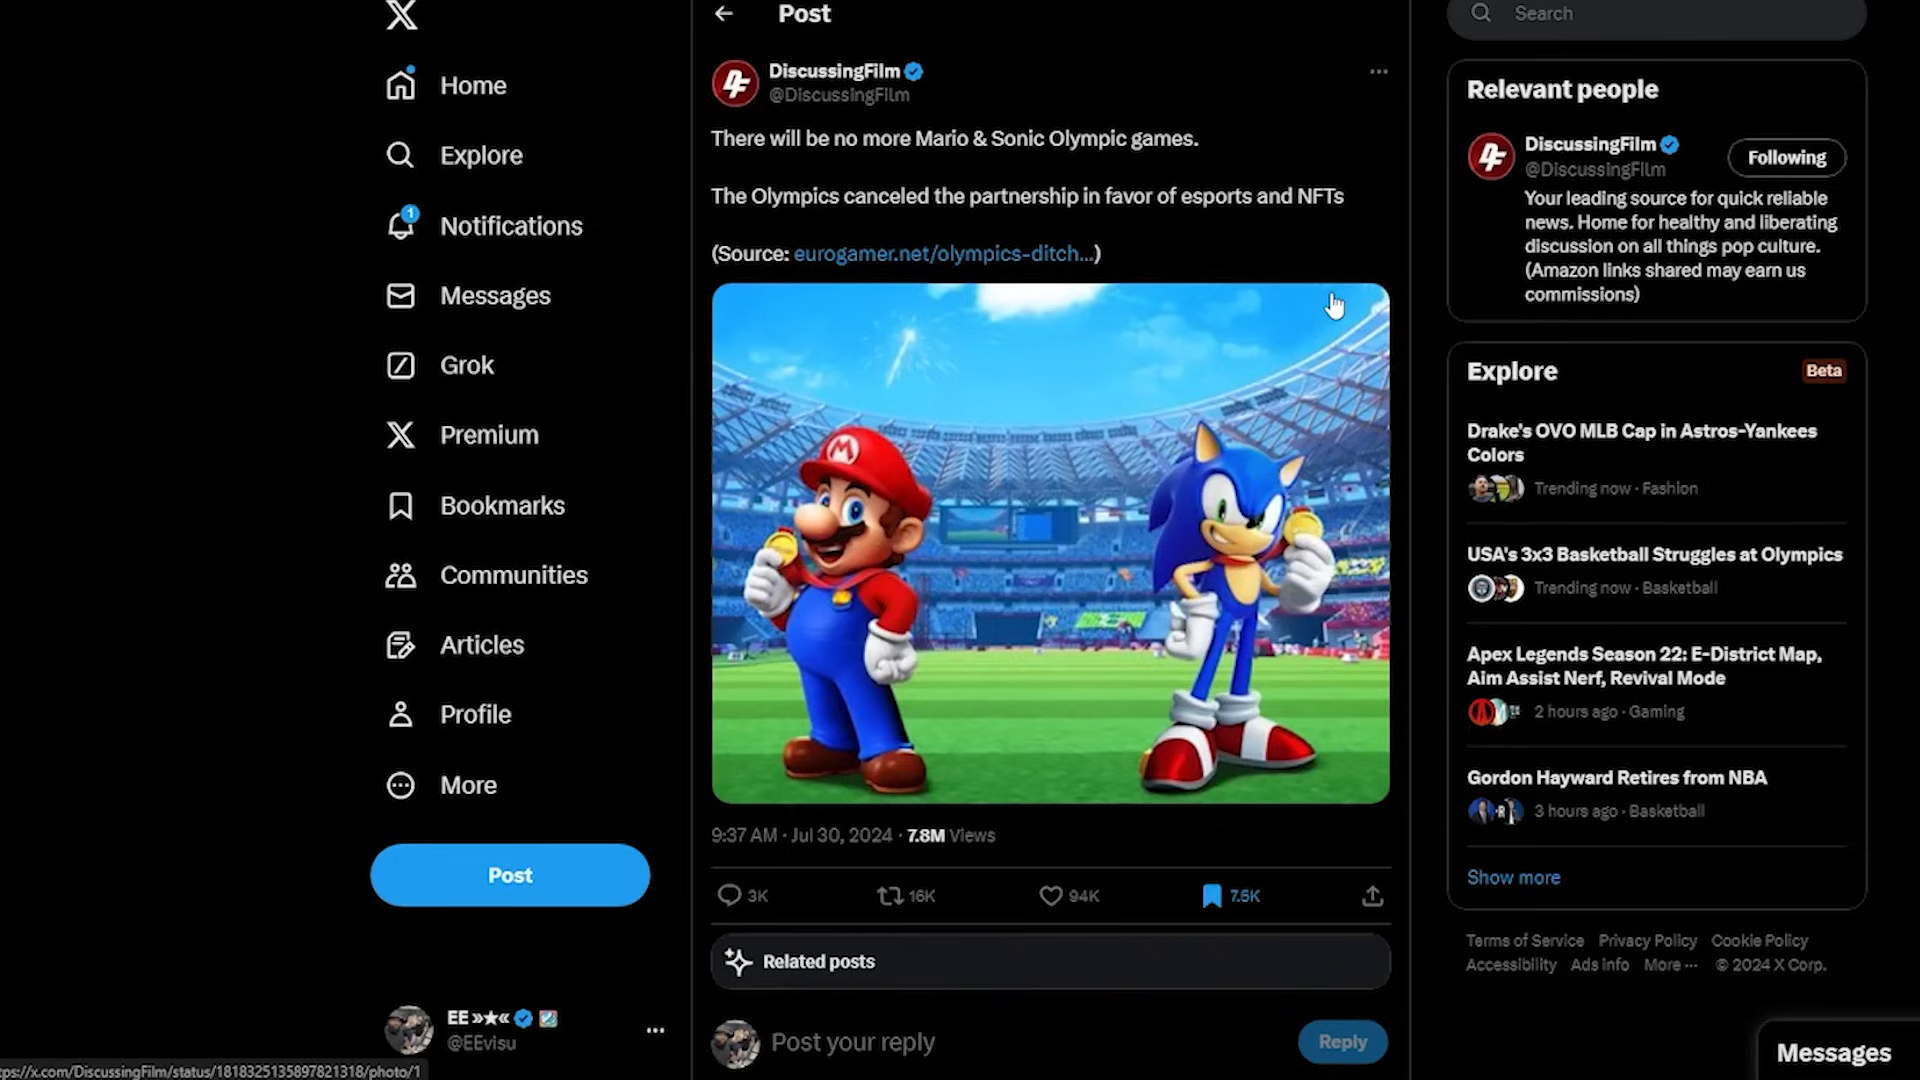 Home
Explore
1
Notifications
Messages
Grok
Premium
Bookmarks
Communities
Articles
Profile
More
Post
EE »★«
@EEvisu
Post
DiscussingFilm
@DiscussingFilm
There will be no more Mario & Sonic Olympic games.
The Olympics canceled the partnership in favor of esports and NFTs
(Source: eurogamer.net/olympics-ditch...)
M
9:37 AM · Jul 30, 2024 · 7.8M Views
3K 16K 94K 7.5K
Related posts
Post your reply
Reply
Search
Relevant people
DiscussingFilm
@DiscussingFilm
Following
Your leading source for quick reliable
news. Home for healthy and liberating
discussion on all things pop culture.
(Amazon links shared may earn us
commissions)
Explore
Beta
Drake's OVO MLB Cap in Astros-Yankees
Colors
Trending now · Fashion
USA's 3x3 Basketball Struggles at Olympics
Trending now · Basketball
Apex Legends Season 22: E-District Map,
Aim Assist Nerf, Revival Mode
2 hours ago · Gaming
Gordon Hayward Retires from NBA
3 hours ago · Basketball
Show more
Terms of Service Privacy Policy Cookie Policy
Accessibility Ads info More ··· © 2024 X Corp.
Messages
tps://x.com/DiscussingFilm/status/1818325135897821318/photo/1